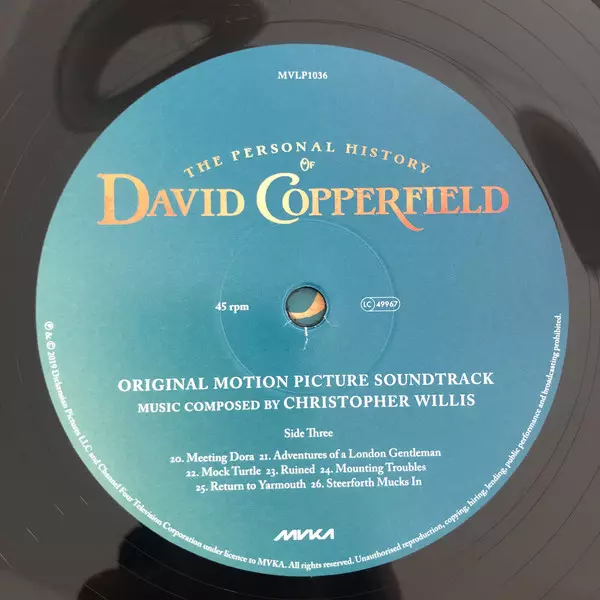 MVLP1036
THE PERSONAL HISTORY
OF
DAVID COPPERFIELD
45 rpm
LC 49967
ORIGINAL MOTION PICTURE SOUNDTRACK
MUSIC COMPOSED BY CHRISTOPHER WILLIS
Side Three
20. Meeting Dora 21. Adventures of a London Gentleman
22. Mock Turtle 23. Ruined 24. Mounting Troubles
25. Return to Yarmouth 26. Steerforth Mucks In
MVKA
℗ & © 2019 Dickensian Pictures LLC and Channel Four Television Corporation under licence to MVKA. All rights reserved. Unauthorised reproduction, copying, hiring, lending, public performance and broadcasting prohibited.